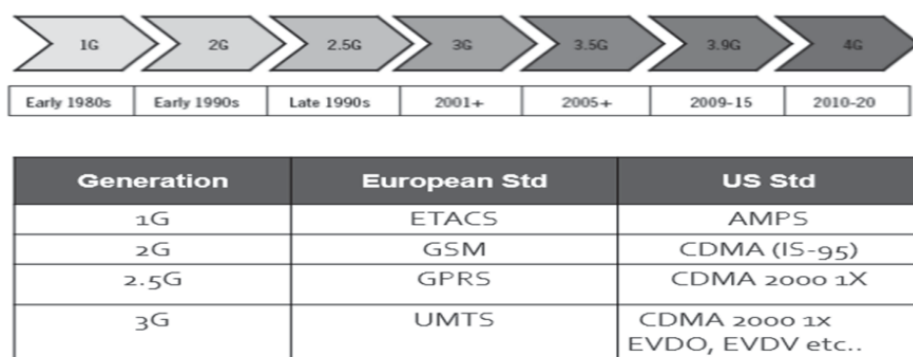 1G 2G 2.5G 3G 3.5G 3.9G 4G
Early 1980s Early 1990s Late 1990s 2001+ 2005+ 2009-15 2010-20
Generation European Std US Std
1G ETACS AMPS
2G GSM CDMA (IS-95)
2.5G GPRS CDMA 2000 1X
3G UMTS CDMA 2000 1x
EVDO, EVDV etc..